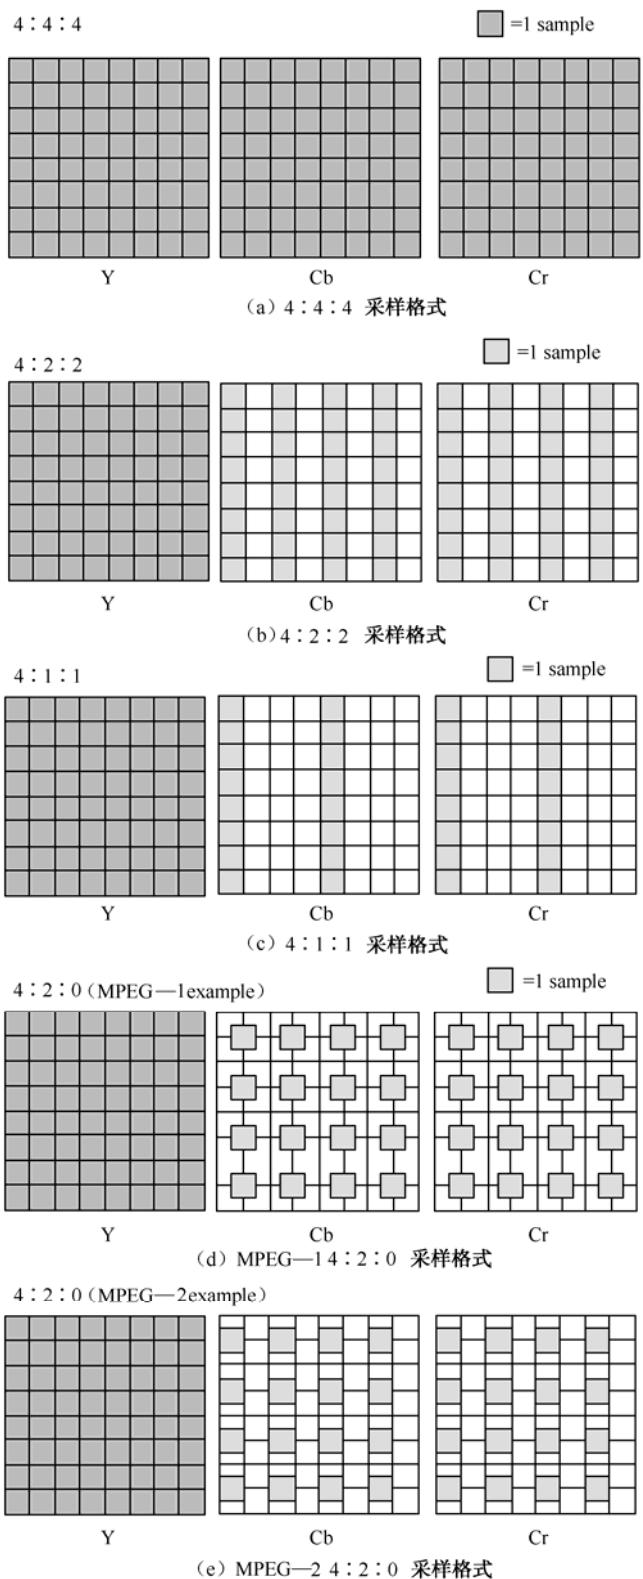 4∶4∶4
=1 sample
Y Cb Cr
（a）4∶4∶4 采样格式
=1 sample
4∶2∶2
Y Cb Cr
（b）4∶2∶2 采样格式
=1 sample
4∶1∶1
Y Cb Cr
（c）4∶1∶1 采样格式
=1 sample
4∶2∶0（MPEG—1example）
Y Cb Cr
（d）MPEG—1 4∶2∶0 采样格式
4∶2∶0（MPEG—2example）
Y Cb Cr
（e）MPEG—2 4∶2∶0 采样格式